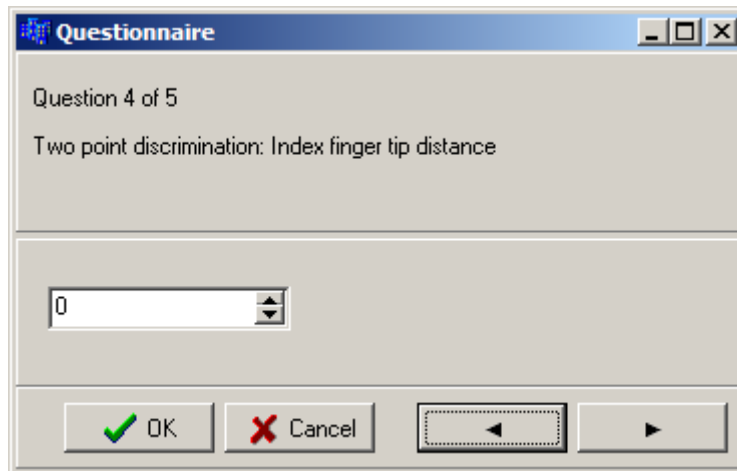 Questionnaire
Question 4 of 5
Two point discrimination: Index finger tip distance
0
OK Cancel